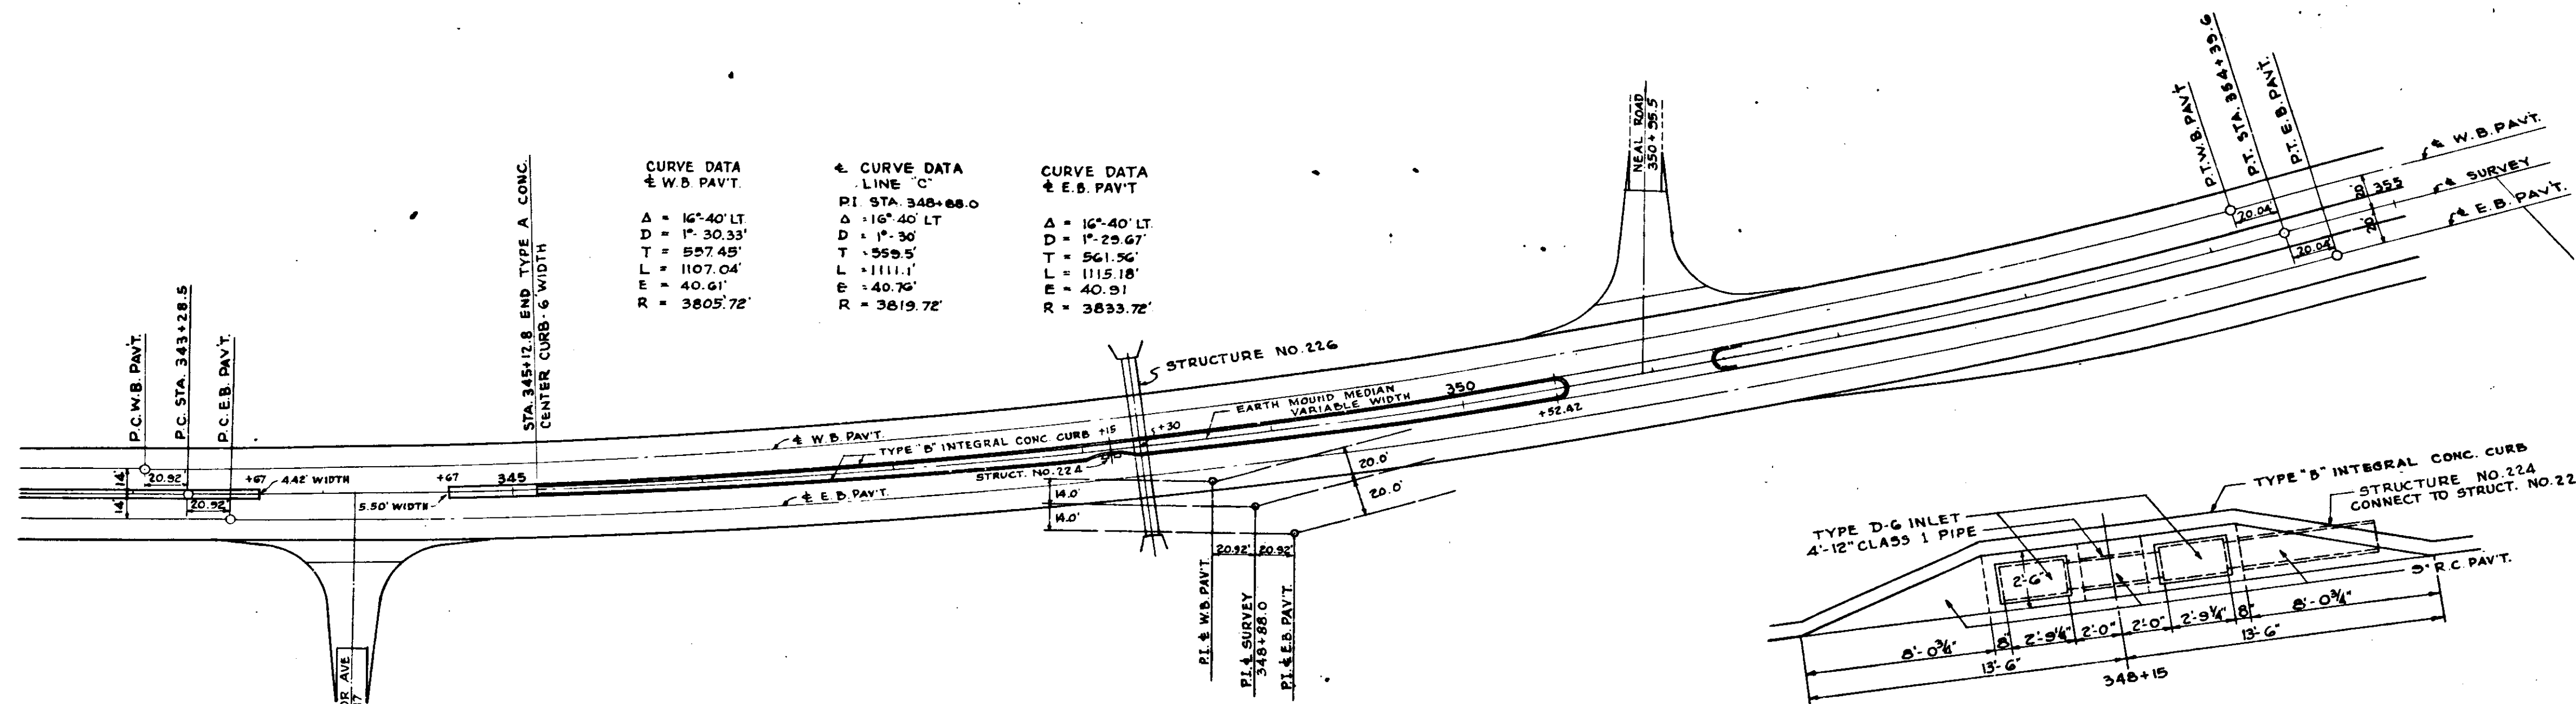 CURVE DATA
℄ W.B. PAV'T.
Δ = 16°-40' LT.
D = 1°-30.33'
T = 557.45'
L = 1107.04'
E = 40.61'
R = 3805.72'
℄ CURVE DATA
LINE "C"
P.I. STA. 348+88.0
Δ = 16°-40' LT
D = 1°-30'
T = 559.5'
L = 1111.1'
E = 40.76'
R = 3819.72'
CURVE DATA
℄ E.B. PAV'T
Δ = 16°-40' LT.
D = 1°-29.67'
T = 561.56'
L = 1115.18'
E = 40.91
R = 3833.72'
P.C. W.B. PAV'T.
P.C. STA. 343+28.5
P.C. E.B. PAV'T.
STA. 345+12.8 END TYPE A CONC.
CENTER CURB - 6' WIDTH
NEAL ROAD
350+95.5
P.T. W.B. PAV'T
P.T. STA. 354+39.6
P.T. E.B. PAV'T.
℄ W.B. PAV'T.
℄ SURVEY
℄ E.B. PAV'T.
20'
355
20'
20.04'
20.04'
STRUCTURE NO. 226
EARTH MOUND MEDIAN
VARIABLE WIDTH
350
+52.42
℄ W.B. PAV'T.
TYPE "B" INTEGRAL CONC. CURB
+15
+30
STRUCT. NO. 224
℄ E.B. PAV'T.
14'
14'
20.92'
20.92'
+67
4.42' WIDTH
+67
345
5.50' WIDTH
14.0'
14.0'
20.0'
20.0'
20.92'
20.92'
P.I. ℄ W.B. PAV'T.
P.I. ℄ SURVEY
348+88.0
P.I. ℄ E.B. PAV'T.
OR AVE
TYPE "B" INTEGRAL CONC. CURB
STRUCTURE NO. 224
CONNECT TO STRUCT. NO. 22
TYPE D-6 INLET
4'-12" CLASS 1 PIPE
2'-6"
9" R.C. PAV'T.
8'-0¾"
8"
2'-9¼"
2'-0"
2'-0"
2'-9¼"
8"
8'-0¾"
13'-6"
13'-6"
348+15